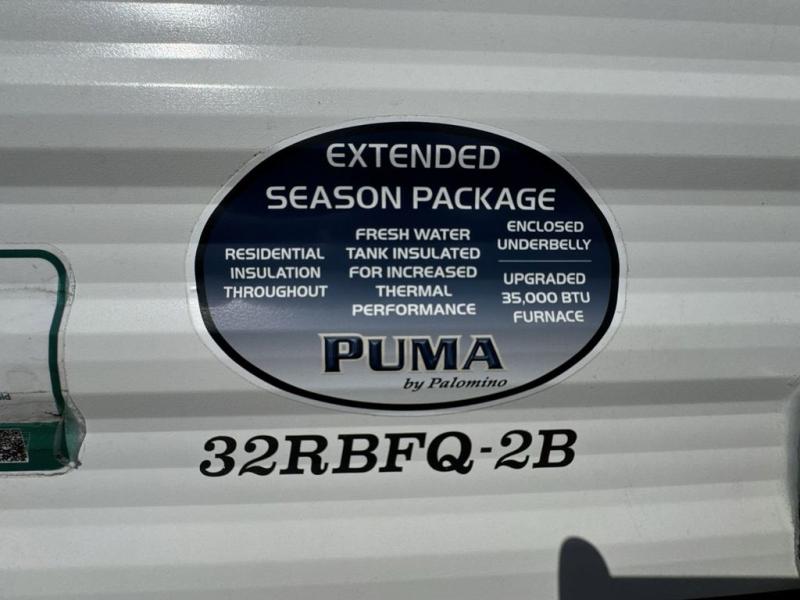 EXTENDED
SEASON PACKAGE
RESIDENTIAL
INSULATION
THROUGHOUT
FRESH WATER
TANK INSULATED
FOR INCREASED
THERMAL
PERFORMANCE
ENCLOSED
UNDERBELLY
UPGRADED
35,000 BTU
FURNACE
PUMA
by Palomino
32RBFQ-2B